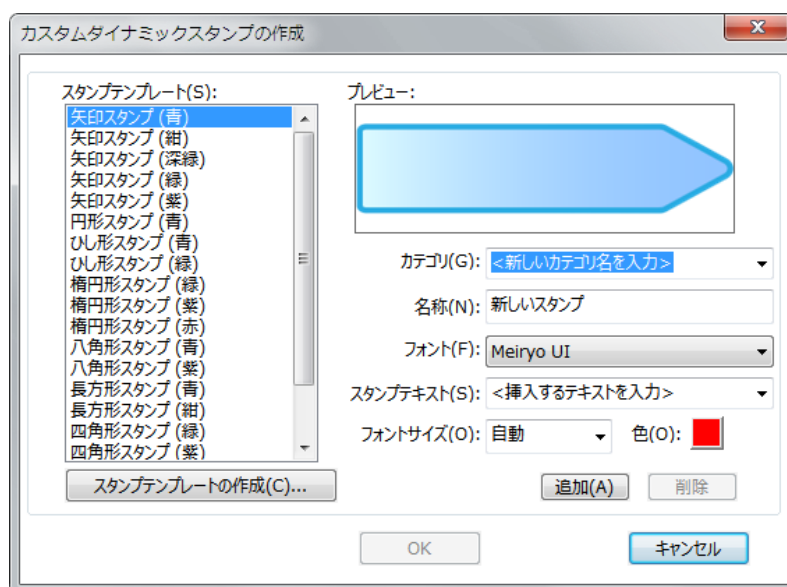 カスタムダイナミックスタンプの作成
スタンプテンプレート(S):
矢印スタンプ (青)
矢印スタンプ (紺)
矢印スタンプ (深緑)
矢印スタンプ (緑)
矢印スタンプ (紫)
円形スタンプ (青)
ひし形スタンプ (青)
ひし形スタンプ (緑)
楕円形スタンプ (緑)
楕円形スタンプ (紫)
楕円形スタンプ (赤)
八角形スタンプ (青)
八角形スタンプ (紫)
長方形スタンプ (青)
長方形スタンプ (紺)
四角形スタンプ (緑)
四角形スタンプ (紫)
スタンプテンプレートの作成(C)...
プレビュー:
カテゴリ(G): <新しいカテゴリ名を入力>
名称(N): 新しいスタンプ
フォント(F): Meiryo UI
スタンプテキスト(S): <挿入するテキストを入力>
フォントサイズ(O): 自動 色(O):
追加(A) 削除
OK キャンセル